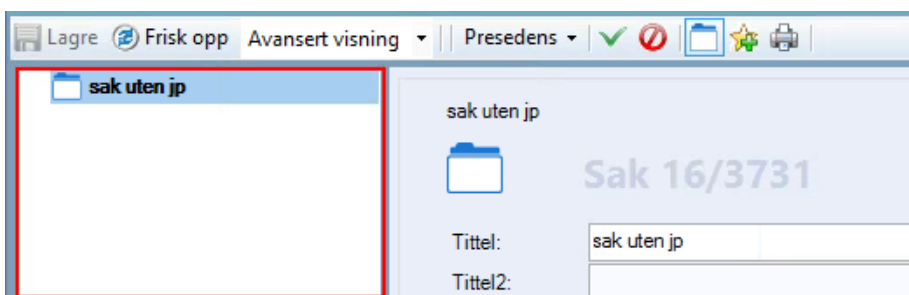 Lagre Frisk opp Avansert visning Presedens
sak uten jp
sak uten jp
Sak 16/3731
Tittel: sak uten jp
Tittel2: